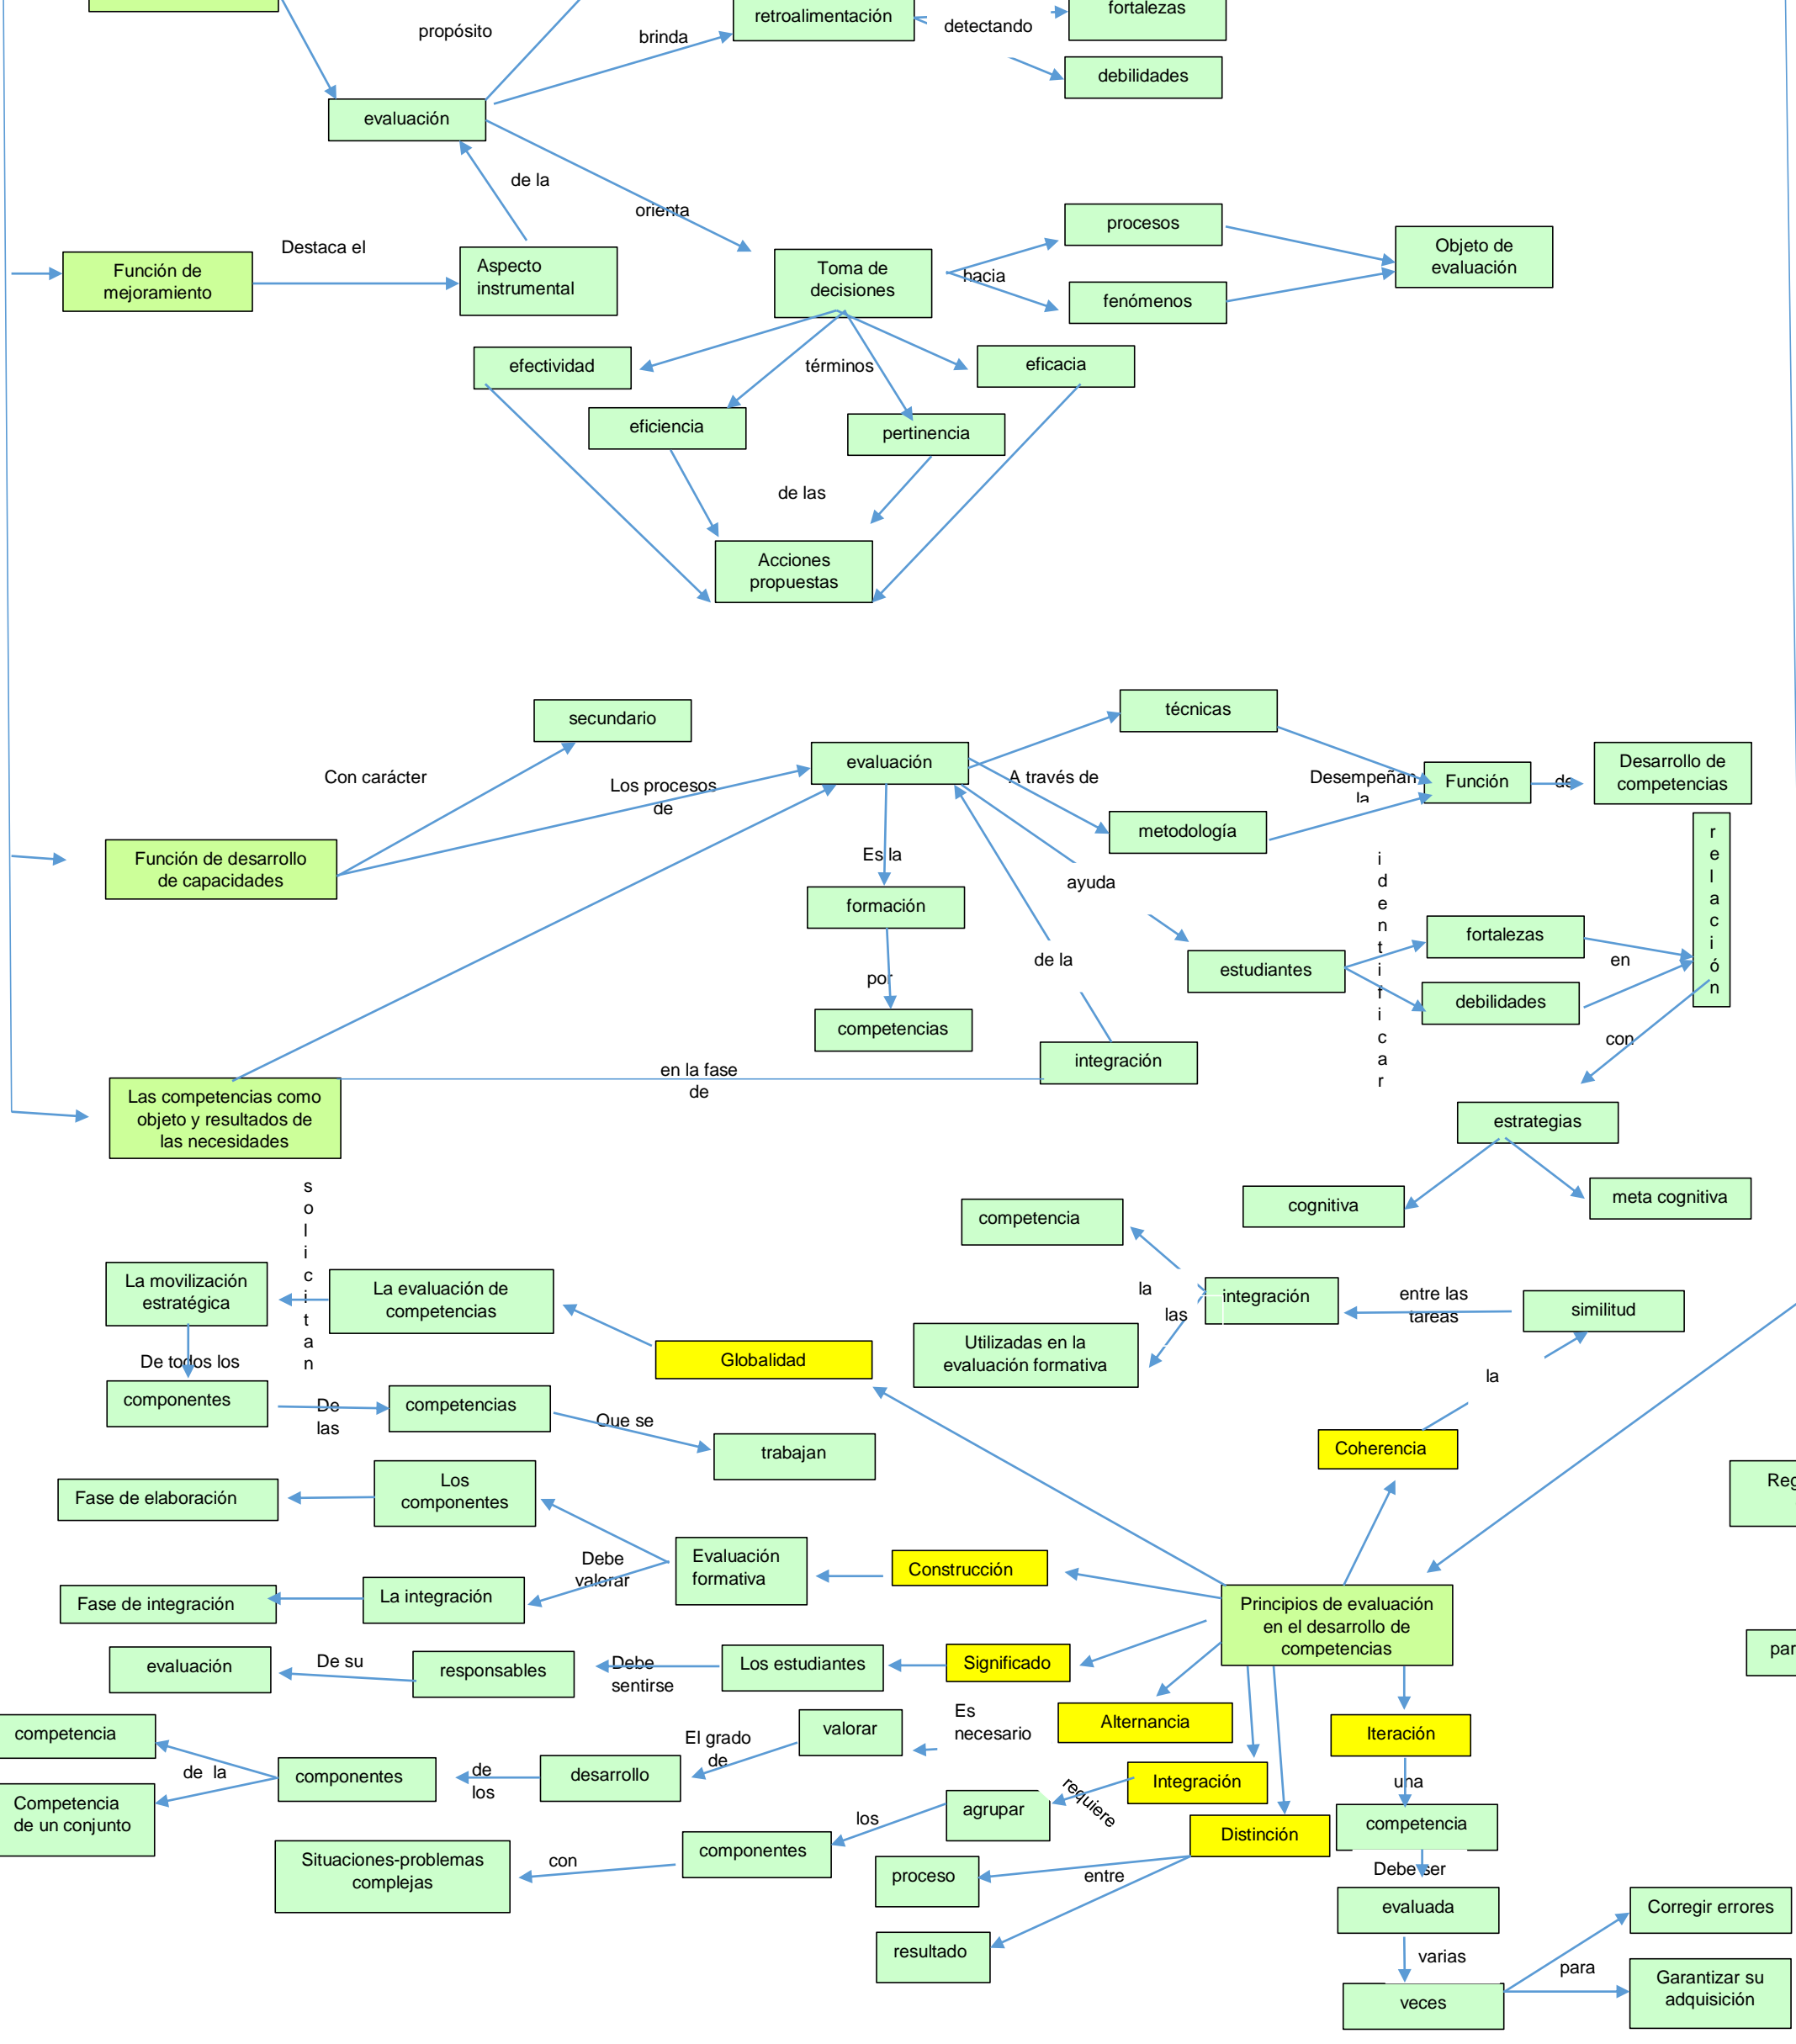 propósito
brinda
retroalimentación
detectando
fortalezas
debilidades
evaluación
de la
orienta
Función de
mejoramiento
Destaca el
Aspecto
instrumental
Toma de
decisiones
hacia
procesos
fenómenos
Objeto de
evaluación
efectividad
términos
eficacia
eficiencia
pertinencia
de las
Acciones
propuestas
secundario
Con carácter
Los procesos
de
evaluación
técnicas
A través de
metodología
Desempeñan
la
Función
de
Desarrollo de
competencias
Función de desarrollo
de capacidades
Es la
formación
por
competencias
ayuda
estudiantes
identificar
fortalezas
debilidades
en
relación
con
de la
integración
en la fase
de
Las competencias como
objeto y resultados de
las necesidades
estrategias
cognitiva
meta cognitiva
solicitan
La movilización
estratégica
La evaluación de
competencias
Globalidad
De todos los
componentes
De
las
competencias
Que se
trabajan
competencia
la
las
integración
entre las
tareas
similitud
Utilizadas en la
evaluación formativa
la
Coherencia
Reg
Fase de elaboración
Los
componentes
Debe
valorar
Evaluación
formativa
Construcción
Fase de integración
La integración
Principios de evaluación
en el desarrollo de
competencias
par
evaluación
De su
responsables
Debe
sentirse
Los estudiantes
Significado
Alternancia
Es
necesario
valorar
El grado
de
desarrollo
de
los
componentes
de la
competencia
Competencia
de un conjunto
Integración
requiere
agrupar
los
componentes
con
Situaciones-problemas
complejas
Distinción
entre
proceso
resultado
Iteración
una
competencia
Debe ser
evaluada
varias
veces
para
Corregir errores
Garantizar su
adquisición